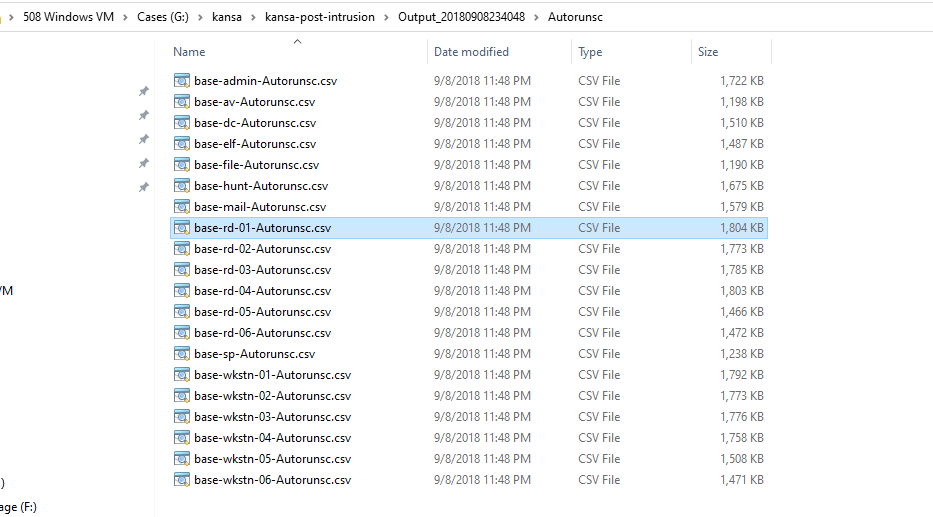 508 Windows VM > Cases (G:) > kansa > kansa-post-intrusion > Output_20180908234048 > Autorunsc
Name Date modified Type Size
base-admin-Autorunsc.csv 9/8/2018 11:48 PM CSV File 1,722 KB
base-av-Autorunsc.csv 9/8/2018 11:48 PM CSV File 1,198 KB
base-dc-Autorunsc.csv 9/8/2018 11:48 PM CSV File 1,510 KB
base-elf-Autorunsc.csv 9/8/2018 11:48 PM CSV File 1,487 KB
base-file-Autorunsc.csv 9/8/2018 11:48 PM CSV File 1,190 KB
base-hunt-Autorunsc.csv 9/8/2018 11:48 PM CSV File 1,675 KB
base-mail-Autorunsc.csv 9/8/2018 11:48 PM CSV File 1,579 KB
base-rd-01-Autorunsc.csv 9/8/2018 11:48 PM CSV File 1,804 KB
base-rd-02-Autorunsc.csv 9/8/2018 11:48 PM CSV File 1,773 KB
base-rd-03-Autorunsc.csv 9/8/2018 11:48 PM CSV File 1,785 KB
base-rd-04-Autorunsc.csv 9/8/2018 11:48 PM CSV File 1,803 KB
/M
base-rd-05-Autorunsc.csv 9/8/2018 11:48 PM CSV File 1,466 KB
base-rd-06-Autorunsc.csv 9/8/2018 11:48 PM CSV File 1,472 KB
base-sp-Autorunsc.csv 9/8/2018 11:48 PM CSV File 1,238 KB
base-wkstn-01-Autorunsc.csv 9/8/2018 11:48 PM CSV File 1,792 KB
base-wkstn-02-Autorunsc.csv 9/8/2018 11:48 PM CSV File 1,773 KB
base-wkstn-03-Autorunsc.csv 9/8/2018 11:48 PM CSV File 1,776 KB
base-wkstn-04-Autorunsc.csv 9/8/2018 11:48 PM CSV File 1,758 KB
base-wkstn-05-Autorunsc.csv 9/8/2018 11:48 PM CSV File 1,508 KB
base-wkstn-06-Autorunsc.csv 9/8/2018 11:48 PM CSV File 1,471 KB
)
age (F:)